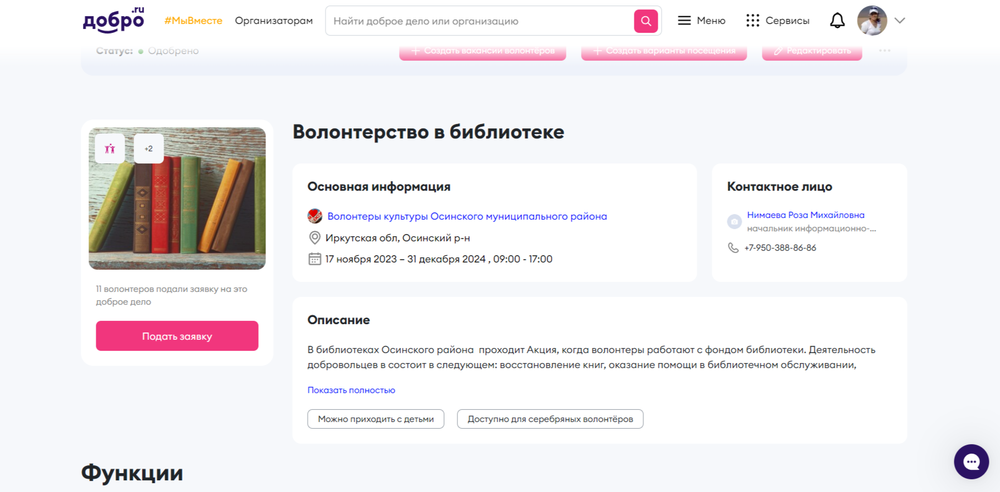 добро.ru
#МыВместе
Организаторам
Найти доброе дело или организацию
Меню
Сервисы
Статус: Одобрено
Создать вакансии волонтёров
Создать варианты посещения
Редактировать
+2
11 волонтеров подали заявку на это
доброе дело
Подать заявку
Волонтерство в библиотеке
Основная информация
Волонтеры культуры Осинского муниципального района
Иркутская обл, Осинский р-н
17 ноября 2023 – 31 декабря 2024 , 09:00 - 17:00
Контактное лицо
Нимаева Роза Михайловна
начальник информационно-...
+7-950-388-86-86
Описание
В библиотеках Осинского района  проходит Акция, когда волонтеры работают с фондом библиотеки. Деятельность
добровольцев в состоит в следующем: восстановление книг, оказание помощи в библиотечном обслуживании,
Показать полностью
Можно приходить с детьми
Доступно для серебряных волонтёров
Функции